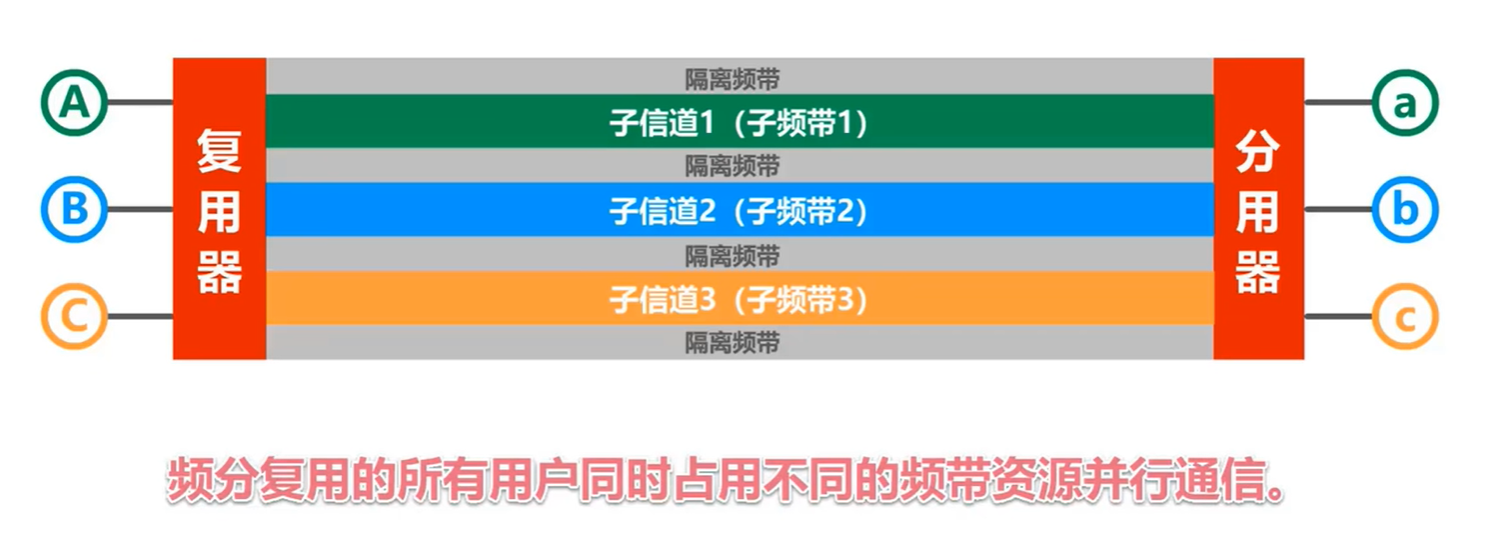 隔离频带
A
子信道1（子频带1）
a
复用器
分用器
隔离频带
B
子信道2（子频带2）
b
隔离频带
C
子信道3（子频带3）
c
隔离频带
频分复用的所有用户同时占用不同的频带资源并行通信。